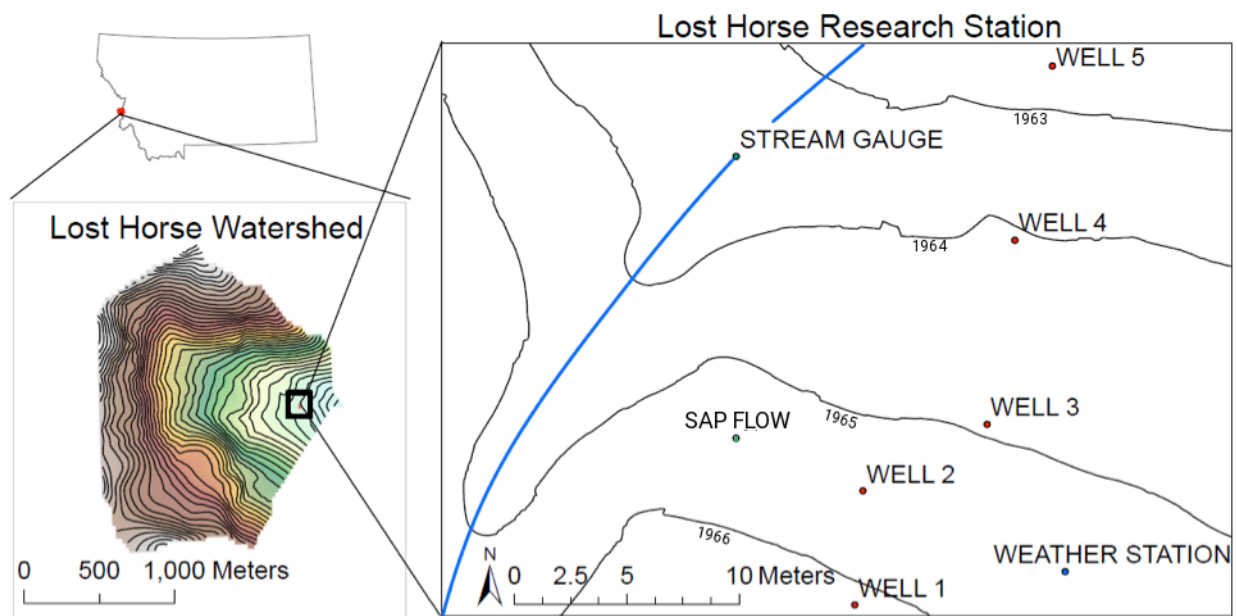 Lost Horse Research Station
WELL 5
1963
STREAM GAUGE
WELL 4
1964
Lost Horse Watershed
SAP FLOW
1965
WELL 3
WELL 2
1966
WEATHER STATION
WELL 1
N
0 2.5 5 10 Meters
0 500 1,000 Meters